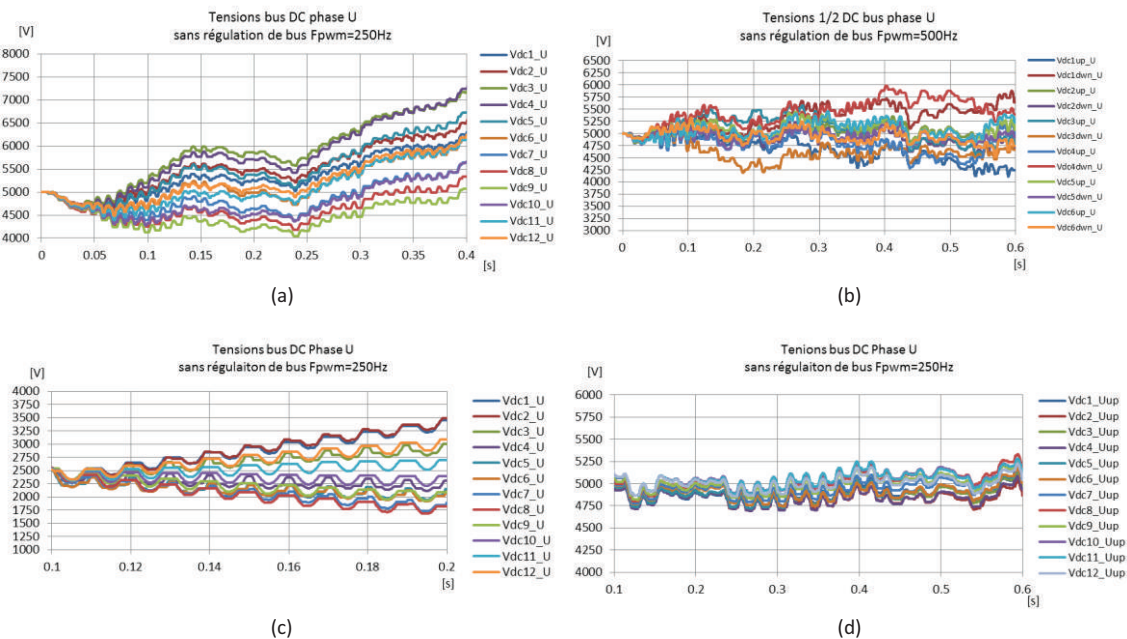 Tensions bus DC phase U
sans régulation de bus Fpwm=250Hz
[V]
8000
7500
7000
6500
6000
5500
5000
4500
4000
0
0.05
0.1
0.15
0.2
0.25
0.3
0.35
0.4
[s]
Vdc1_U
Vdc2_U
Vdc3_U
Vdc4_U
Vdc5_U
Vdc6_U
Vdc7_U
Vdc8_U
Vdc9_U
Vdc10_U
Vdc11_U
Vdc12_U
(a)
Tensions 1/2 DC bus phase U
sans régulation de bus Fpwm=500Hz
[V]
6500
6250
6000
5750
5500
5250
5000
4750
4500
4250
4000
3750
3500
3250
3000
0
0.1
0.2
0.3
0.4
0.5
0.6
[s]
Vdc1up_U
Vdc1dwn_U
Vdc2up_U
Vdc2dwn_U
Vdc3up_U
Vdc3dwn_U
Vdc4up_U
Vdc4dwn_U
Vdc5up_U
Vdc5dwn_U
Vdc6up_U
Vdc6dwn_U
(b)
Tenions bus DC Phase U
sans régulaiton de bus Fpwm=250Hz
[V]
4000
3750
3500
3250
3000
2750
2500
2250
2000
1750
1500
1250
1000
0.1
0.12
0.14
0.16
0.18
0.2
[s]
Vdc1_U
Vdc2_U
Vdc3_U
Vdc4_U
Vdc5_U
Vdc6_U
Vdc7_U
Vdc8_U
Vdc9_U
Vdc10_U
Vdc11_U
Vdc12_U
(c)
Tenions bus DC Phase U
sans régulaiton de bus Fpwm=250Hz
[V]
6000
5750
5500
5250
5000
4750
4500
4250
4000
0.1
0.2
0.3
0.4
0.5
0.6
[s]
Vdc1_Uup
Vdc2_Uup
Vdc3_Uup
Vdc4_Uup
Vdc5_Uup
Vdc6_Uup
Vdc7_Uup
Vdc8_Uup
Vdc9_Uup
Vdc10_Uup
Vdc11_Uup
Vdc12_Uup
(d)